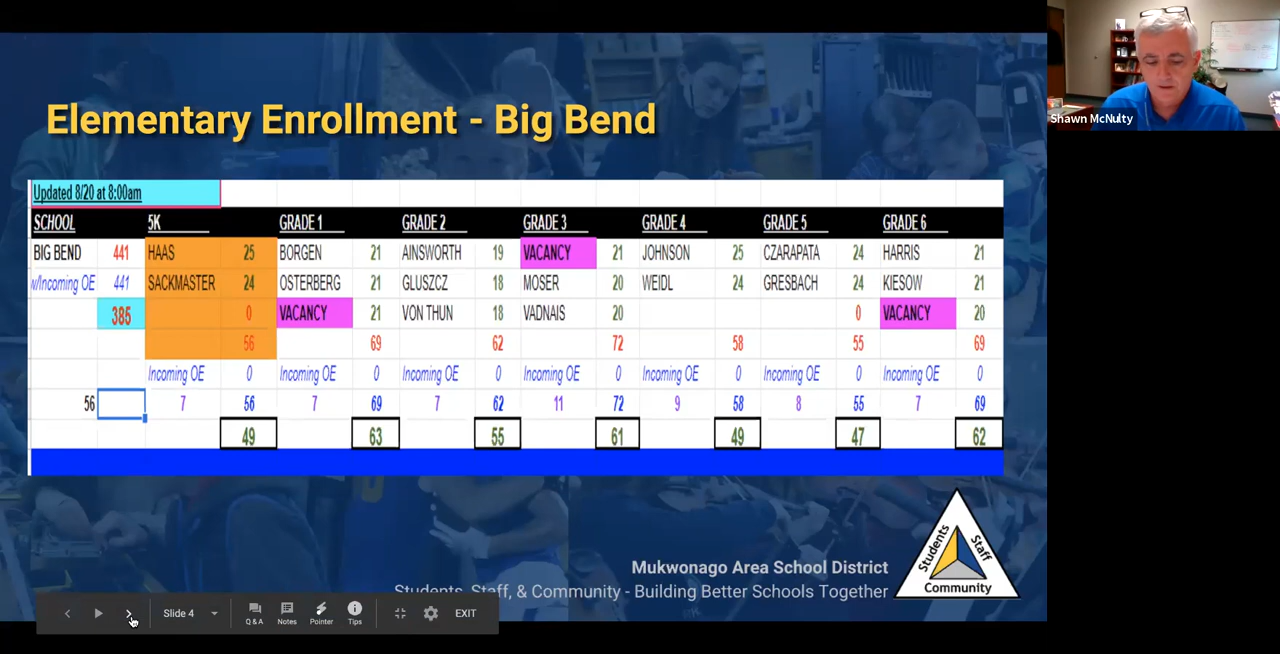 Shawn McNulty
Elementary Enrollment - Big Bend
Updated 8/20 at 8:00am
SCHOOL 5K GRADE 1 GRADE 2 GRADE 3 GRADE 4 GRADE 5 GRADE 6
BIG BEND 441 HAAS 25 BORGEN 21 AINSWORTH 19 VACANCY 21 JOHNSON 25 CZARAPATA 24 HARRIS 21
w/Incoming OE 441 SACKMASTER 24 OSTERBERG 21 GLUSZCZ 18 MOSER 20 WEIDL 24 GRESBACH 24 KIESOW 21
385 0 VACANCY 21 VON THUN 18 VADNAIS 20 0 VACANCY 20
56 69 62 72 58 55 69
Incoming OE 0 Incoming OE 0 Incoming OE 0 Incoming OE 0 Incoming OE 0 Incoming OE 0 Incoming OE 0
56 7 56 7 69 7 62 11 72 9 58 8 55 7 69
49 63 55 61 49 47 62
Mukwonago Area School District
Students, Staff, & Community - Building Better Schools Together
Students Staff
Community
Slide 4 Q & A Notes Pointer Tips EXIT